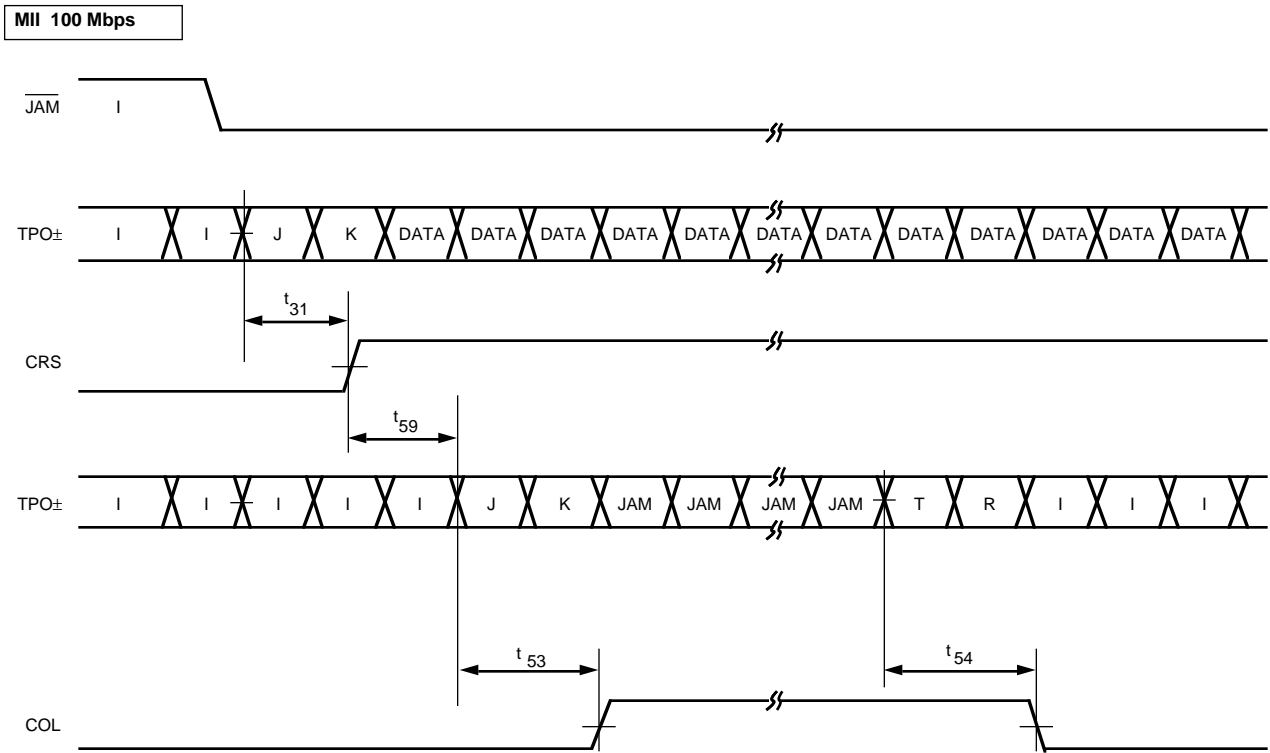 MII 100 Mbps
JAM I
TPO± I I J K DATA DATA DATA DATA DATA DATA DATA DATA DATA DATA DATA DATA
t31
CRS
t59
TPO± I I I I I J K JAM JAM JAM JAM T R I I I
t53 t54
COL